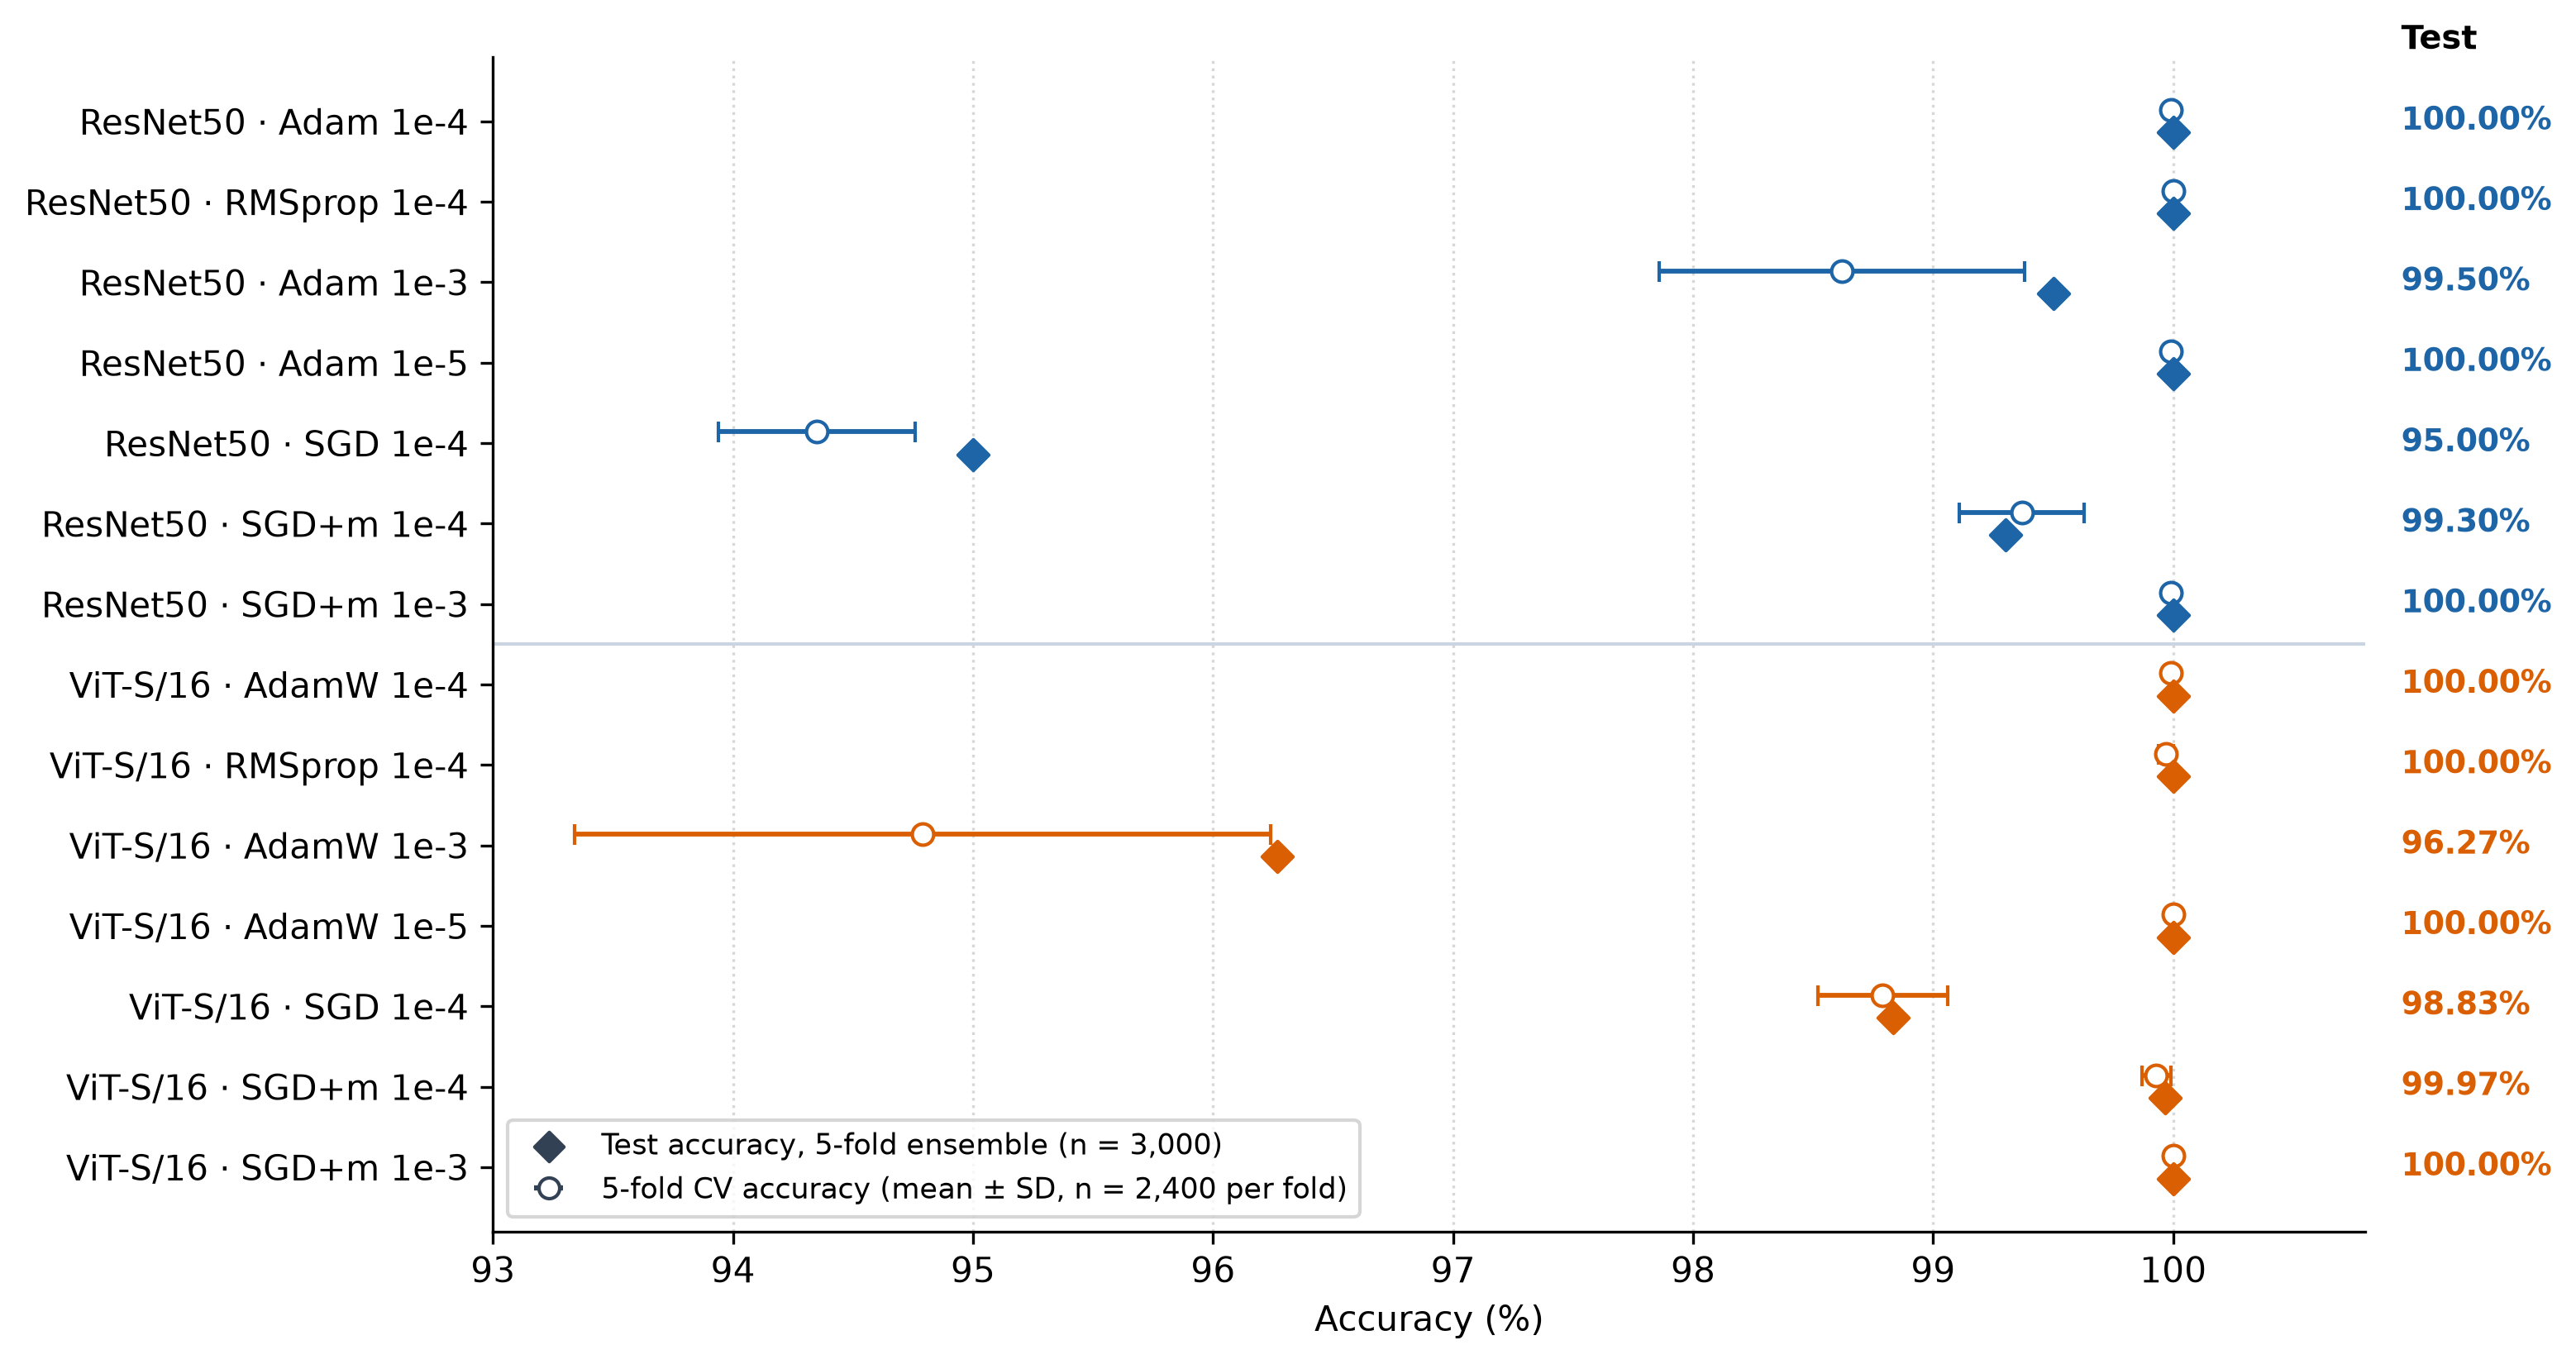 Test
ResNet50 · Adam 1e-4 100.00%
ResNet50 · RMSprop 1e-4 100.00%
ResNet50 · Adam 1e-3 99.50%
ResNet50 · Adam 1e-5 100.00%
ResNet50 · SGD 1e-4 95.00%
ResNet50 · SGD+m 1e-4 99.30%
ResNet50 · SGD+m 1e-3 100.00%
ViT-S/16 · AdamW 1e-4 100.00%
ViT-S/16 · RMSprop 1e-4 100.00%
ViT-S/16 · AdamW 1e-3 96.27%
ViT-S/16 · AdamW 1e-5 100.00%
ViT-S/16 · SGD 1e-4 98.83%
ViT-S/16 · SGD+m 1e-4 99.97%
ViT-S/16 · SGD+m 1e-3 100.00%
Test accuracy, 5-fold ensemble (n = 3,000)
5-fold CV accuracy (mean ± SD, n = 2,400 per fold)
93 94 95 96 97 98 99 100
Accuracy (%)